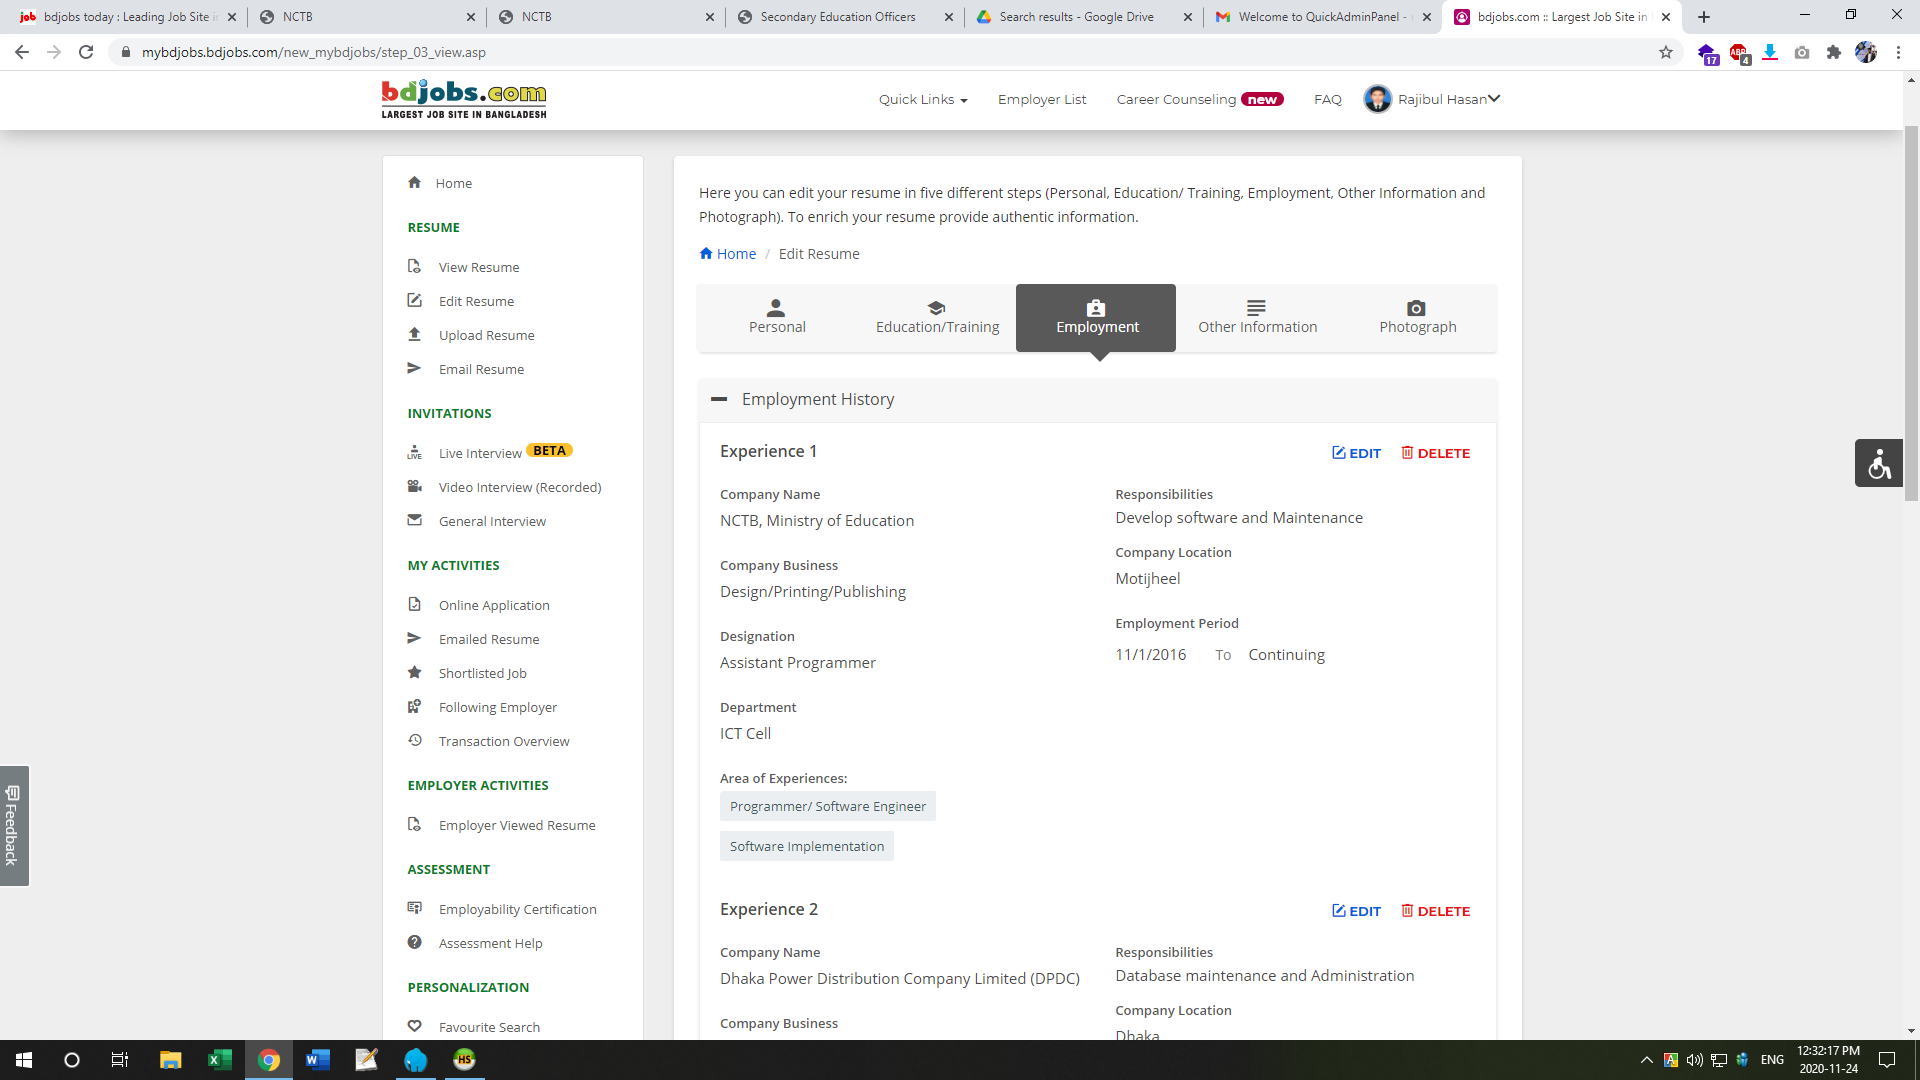 bdjobs today : Leading Job Site in
NCTB
NCTB
Secondary Education Officers
Search results - Google Drive
Welcome to QuickAdminPanel -
bdjobs.com :: Largest Job Site in
mybdjobs.bdjobs.com/new_mybdjobs/step_03_view.asp
17
ABP
4
bdjobs.com
LARGEST JOB SITE IN BANGLADESH
Quick Links
Employer List
Career Counseling new
FAQ
Rajibul Hasan
Home
RESUME
View Resume
Edit Resume
Upload Resume
Email Resume
INVITATIONS
LIVE
Live Interview BETA
Video Interview (Recorded)
General Interview
MY ACTIVITIES
Online Application
Emailed Resume
Shortlisted Job
Following Employer
Transaction Overview
EMPLOYER ACTIVITIES
Employer Viewed Resume
ASSESSMENT
Employability Certification
Assessment Help
PERSONALIZATION
Favourite Search
Here you can edit your resume in five different steps (Personal, Education/ Training, Employment, Other Information and
Photograph). To enrich your resume provide authentic information.
Home / Edit Resume
Personal
Education/Training
Employment
Other Information
Photograph
Employment History
Experience 1
EDIT
DELETE
Company Name
NCTB, Ministry of Education
Company Business
Design/Printing/Publishing
Designation
Assistant Programmer
Department
ICT Cell
Area of Experiences:
Programmer/ Software Engineer
Software Implementation
Responsibilities
Develop software and Maintenance
Company Location
Motijheel
Employment Period
11/1/2016 To Continuing
Experience 2
EDIT
DELETE
Company Name
Dhaka Power Distribution Company Limited (DPDC)
Company Business
Responsibilities
Database maintenance and Administration
Company Location
Dhaka
Feedback
HS
A
ENG
12:32:17 PM
2020-11-24